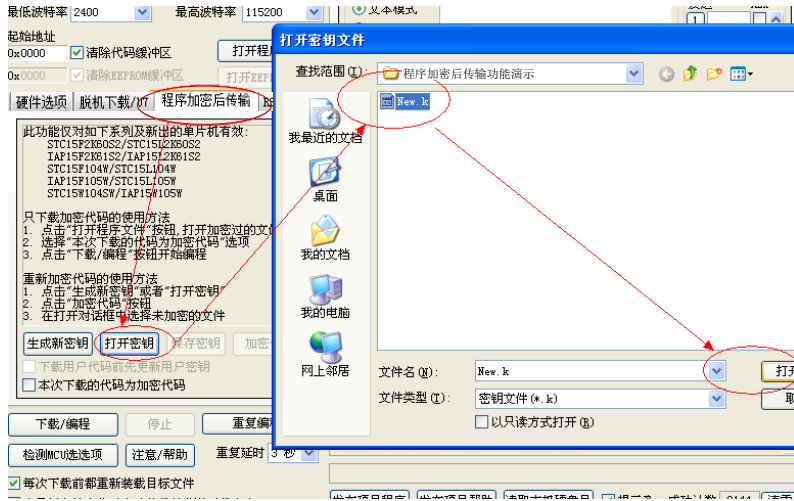 最低波特率 2400 最高波特率 115200
文本模式
起始地址
0x0000 清除代码缓冲区 打开程
0x0000 清除EEPROM缓冲区 打开EEP
硬件选项 脱机下载/U7 程序加密后传输
此功能仅对如下系列及新出的单片机有效:
STC15F2K60S2/STC15L2K60S2
IAP15F2K61S2/IAP15L2K61S2
STC15F104W/STC15L104W
IAP15F105W/STC15L105W
STC15W104SW/IAP15W105W
只下载加密代码的使用方法
1. 点击"打开程序文件"按钮,打开加密过的文
2. 选择"本次下载的代码为加密代码"选项
3. 点击"下载/编程"按钮开始编程
重新加密代码的使用方法
1. 点击"生成新密钥"或者"打开密钥"
2. 点击"加密代码"按钮
3. 在打开对话框中选择未加密的文件
生成新密钥 打开密钥 保存密钥 加密
下载用户代码前先更新用户密钥
本次下载的代码为加密代码
下载/编程 停止 重复编
检测MCU选选项 注意/帮助 重复延时 3 秒
每次下载前都重新装载目标文件
打开密钥文件
查找范围(I): 程序加密后传输功能演示
New.k
我最近的文档
桌面
我的文档
我的电脑
网上邻居
文件名(N): New.k 打开
文件类型(T): 密钥文件(*.k) 取
以只读方式打开(R)